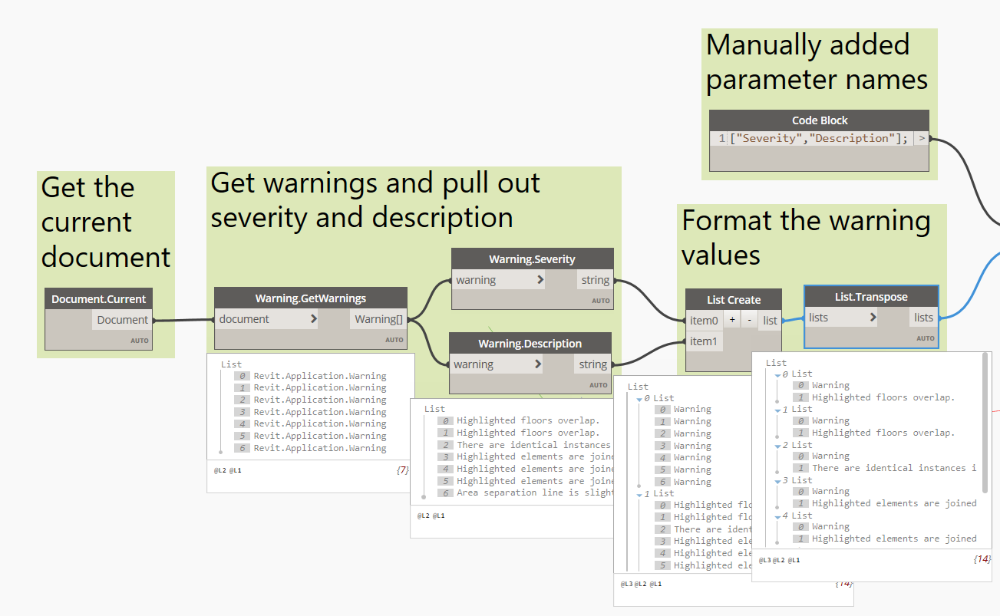 Manually added
parameter names
Code Block
1 ["Severity","Description"]; >
Get the
current
document
Document.Current
Document
AUTO
Get warnings and pull out
severity and description
Warning.GetWarnings
document > Warning[]
AUTO
List
0 Revit.Application.Warning
1 Revit.Application.Warning
2 Revit.Application.Warning
3 Revit.Application.Warning
4 Revit.Application.Warning
5 Revit.Application.Warning
6 Revit.Application.Warning
@L2 @L1 {7}
Warning.Severity
warning > string
AUTO
Warning.Description
warning > string
AUTO
List
0 Highlighted floors overlap.
1 Highlighted floors overlap.
2 There are identical instances
3 Highlighted elements are joine
4 Highlighted elements are joine
5 Highlighted elements are joine
6 Area separation line is slight
@L2 @L1
Format the warning
values
List Create
item0 + - list
item1
List
0 List
0 Warning
1 Warning
2 Warning
3 Warning
4 Warning
5 Warning
6 Warning
1 List
0 Highlighted flo
1 Highlighted flo
2 There are ident
3 Highlighted ele
4 Highlighted ele
5 Highlighted ele
@L3 @L2 @L1 {14}
List.Transpose
lists > lists
AUTO
List
0 List
0 Warning
1 Highlighted floors overlap.
1 List
0 Warning
1 Highlighted floors overlap.
2 List
0 Warning
1 There are identical instances i
3 List
0 Warning
1 Highlighted elements are joined
4 List
0 Warning
1 Highlighted elements are joined
@L3 @L2 @L1 {14}